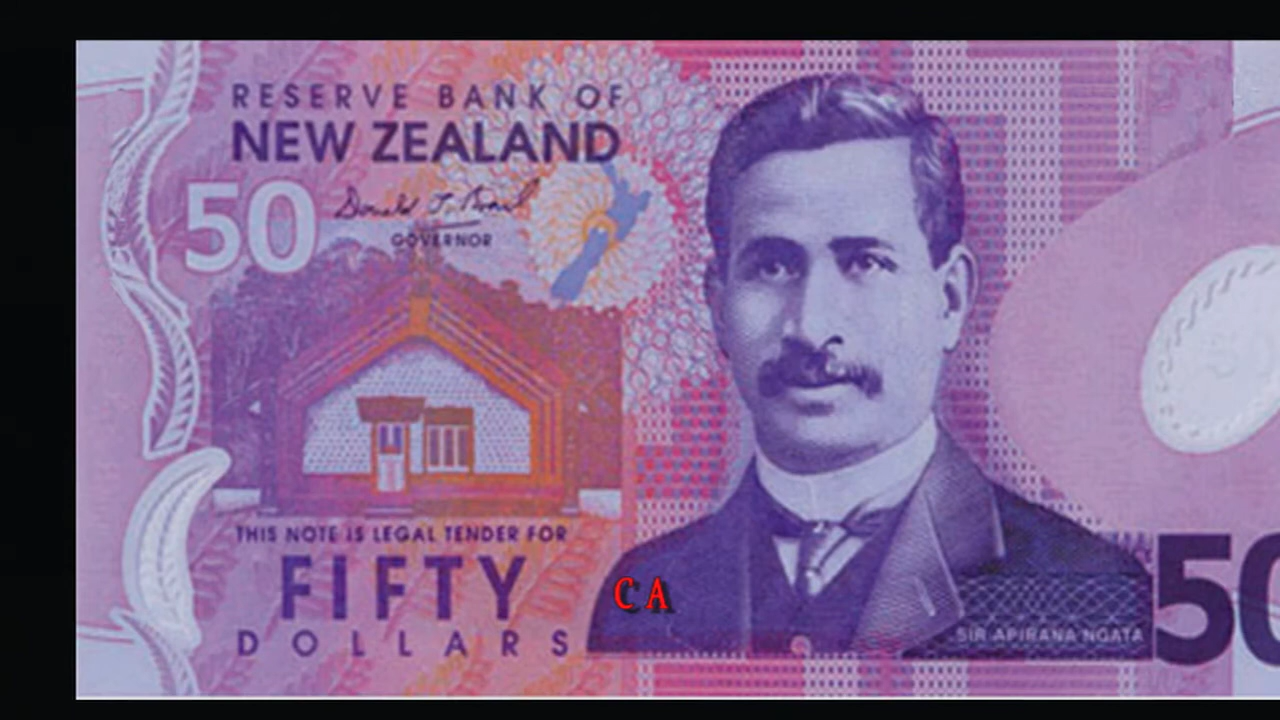 RESERVE BANK OF
NEW ZEALAND
50
GOVERNOR
THIS NOTE IS LEGAL TENDER FOR
FIFTY
DOLLARS
CA
SIR APIRANA NGATA
50